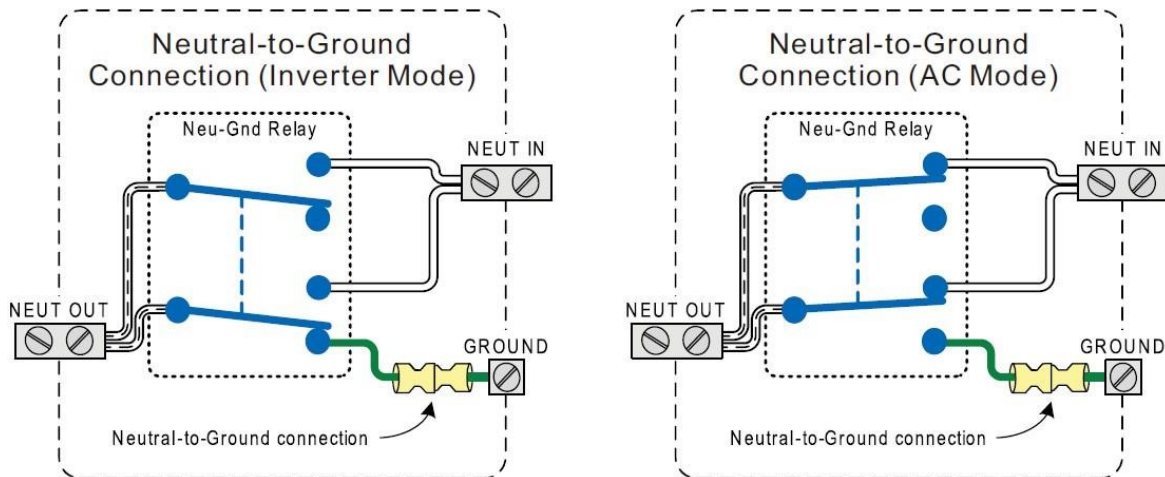 Neutral-to-Ground
Connection (Inverter Mode)
Neu-Gnd Relay
NEUT IN
NEUT OUT
GROUND
Neutral-to-Ground connection
Neutral-to-Ground
Connection (AC Mode)
Neu-Gnd Relay
NEUT IN
NEUT OUT
GROUND
Neutral-to-Ground connection